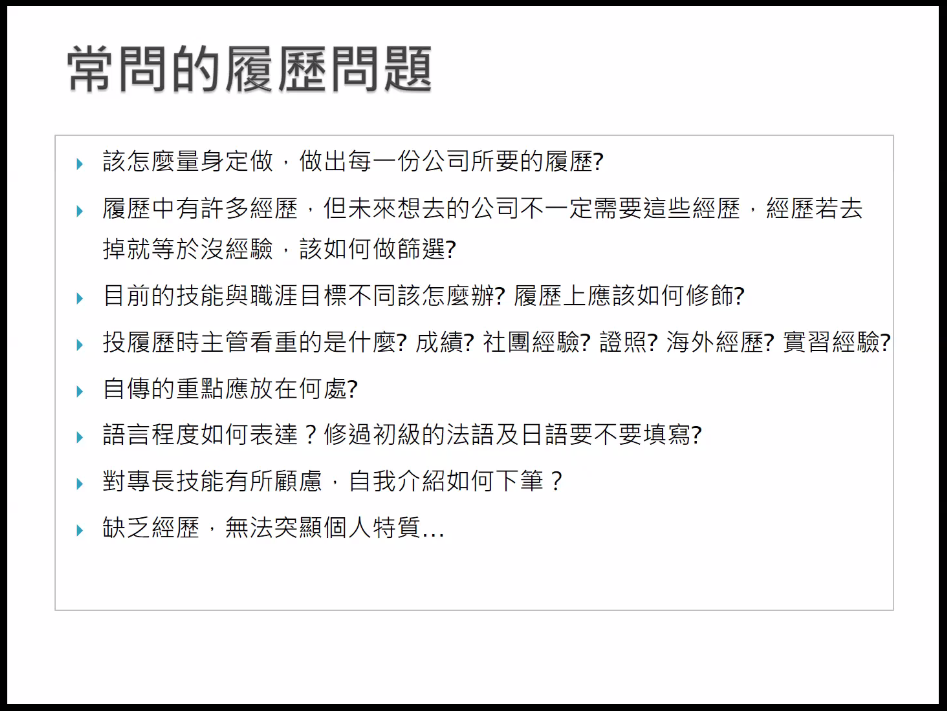 常問的履歷問題
該怎麼量身定做，做出每一份公司所要的履歷?
履歷中有許多經歷，但未來想去的公司不一定需要這些經歷，經歷若去
掉就等於沒經驗，該如何做篩選?
目前的技能與職涯目標不同該怎麼辦? 履歷上應該如何修飾?
投履歷時主管看重的是什麼? 成績? 社團經驗? 證照? 海外經歷? 實習經驗?
自傳的重點應放在何處?
語言程度如何表達？修過初級的法語及日語要不要填寫?
對專長技能有所顧慮，自我介紹如何下筆？
缺乏經歷，無法突顯個人特質…